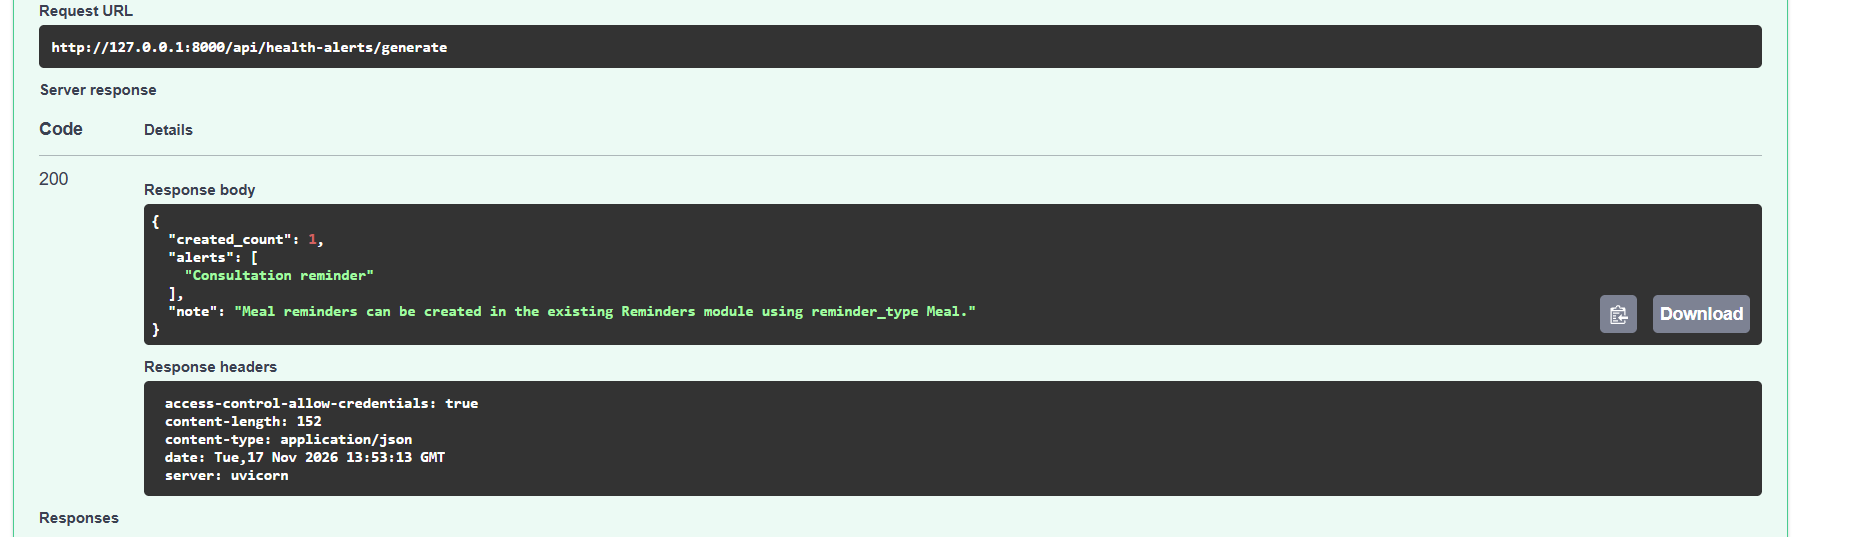 Request URL
http://127.0.0.1:8000/api/health-alerts/generate
Server response
Code Details
200
Response body
{
  "created_count": 1,
  "alerts": [
    "Consultation reminder"
  ],
  "note": "Meal reminders can be created in the existing Reminders module using reminder_type Meal."
}
Download
Response headers
access-control-allow-credentials: true
content-length: 152
content-type: application/json
date: Tue,17 Nov 2026 13:53:13 GMT
server: uvicorn
Responses